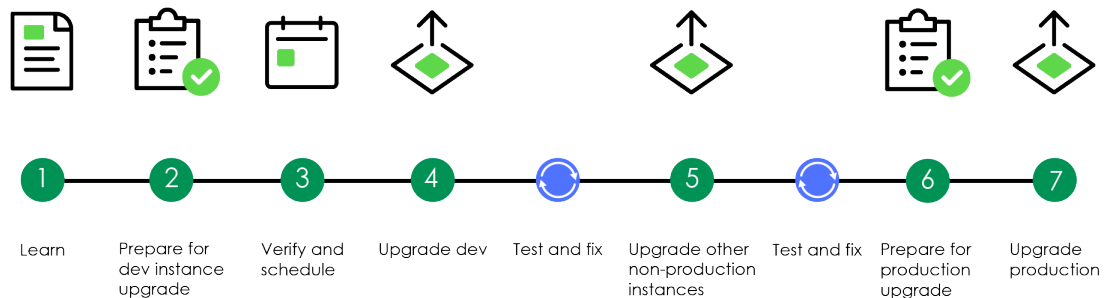 1
2
3
4
5
6
7
Learn
Prepare for
dev instance
upgrade
Verify and
schedule
Upgrade dev
Test and fix
Upgrade other
non-production
instances
Test and fix
Prepare for
production
upgrade
Upgrade
production